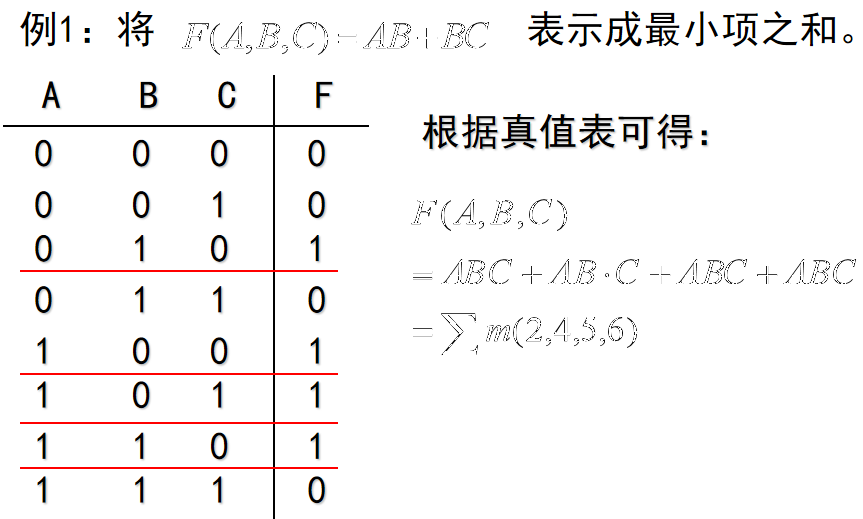 例1：将 F(A,B,C)=AB+BC 表示成最小项之和。
A B C F
0 0 0 0
0 0 1 0
0 1 0 1
0 1 1 0
1 0 0 1
1 0 1 1
1 1 0 1
1 1 1 0
根据真值表可得：
F(A,B,C)
=ABC+AB·C+ABC+ABC
=∑m(2,4,5,6)